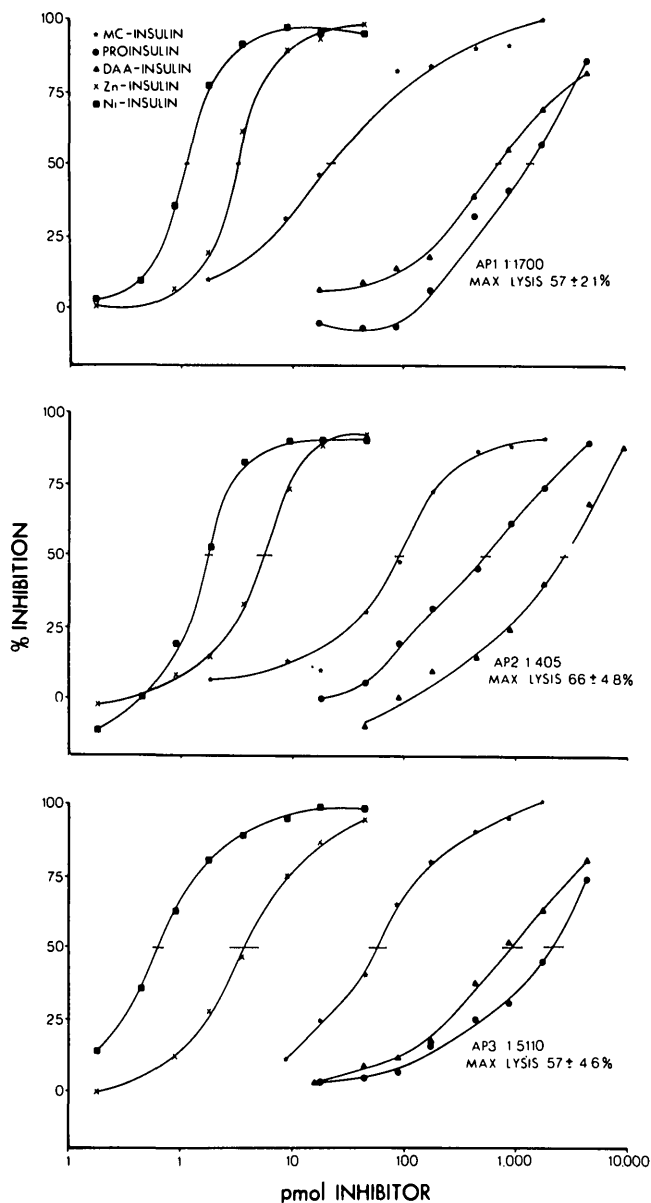 100
75
50
25
0
• MC-INSULIN
● PROINSULIN
▲ DAA-INSULIN
x Zn-INSULIN
■ Ni-INSULIN
AP1 1:1700
MAX LYSIS 57 ± 2.1%
100
75
50
25
0
AP2 1:405
MAX LYSIS 66 ± 4.8%
% INHIBITION
100
75
50
25
0
AP3 1:5110
MAX LYSIS 57 ± 4.6%
.1
1
10
100
1,000
10,000
pmol INHIBITOR